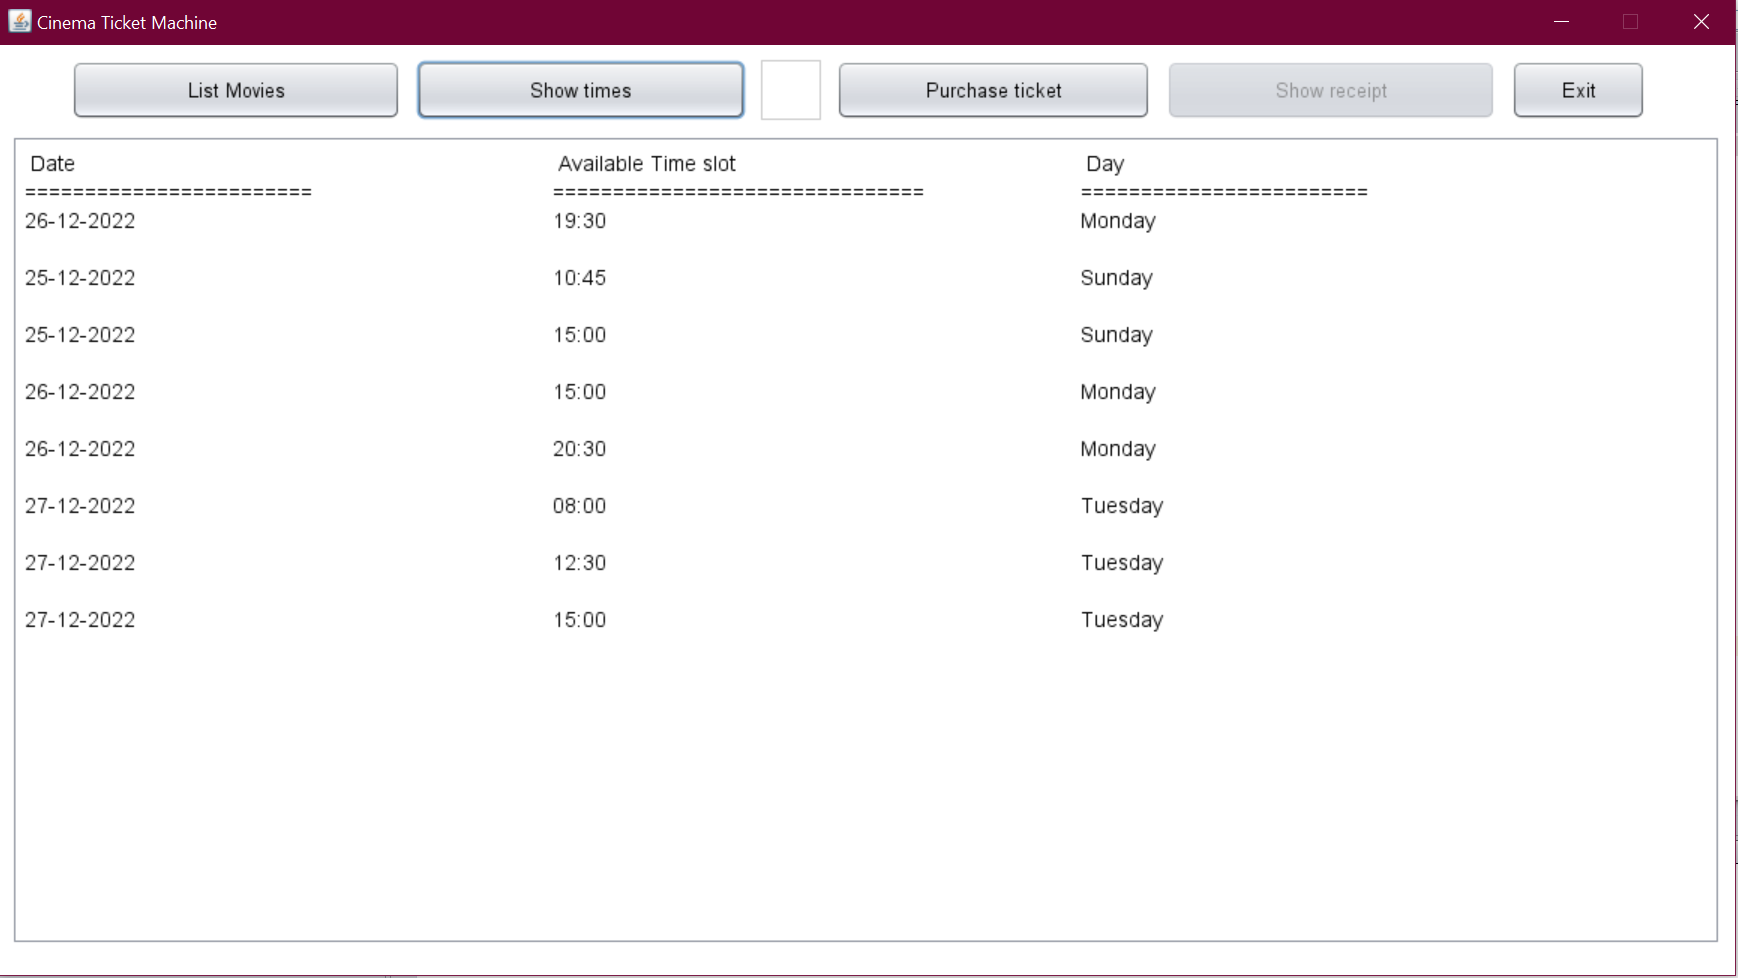 Cinema Ticket Machine
List Movies Show times Purchase ticket Show receipt Exit
Date Available Time slot Day
======================== =============================== ========================
26-12-2022 19:30 Monday
25-12-2022 10:45 Sunday
25-12-2022 15:00 Sunday
26-12-2022 15:00 Monday
26-12-2022 20:30 Monday
27-12-2022 08:00 Tuesday
27-12-2022 12:30 Tuesday
27-12-2022 15:00 Tuesday